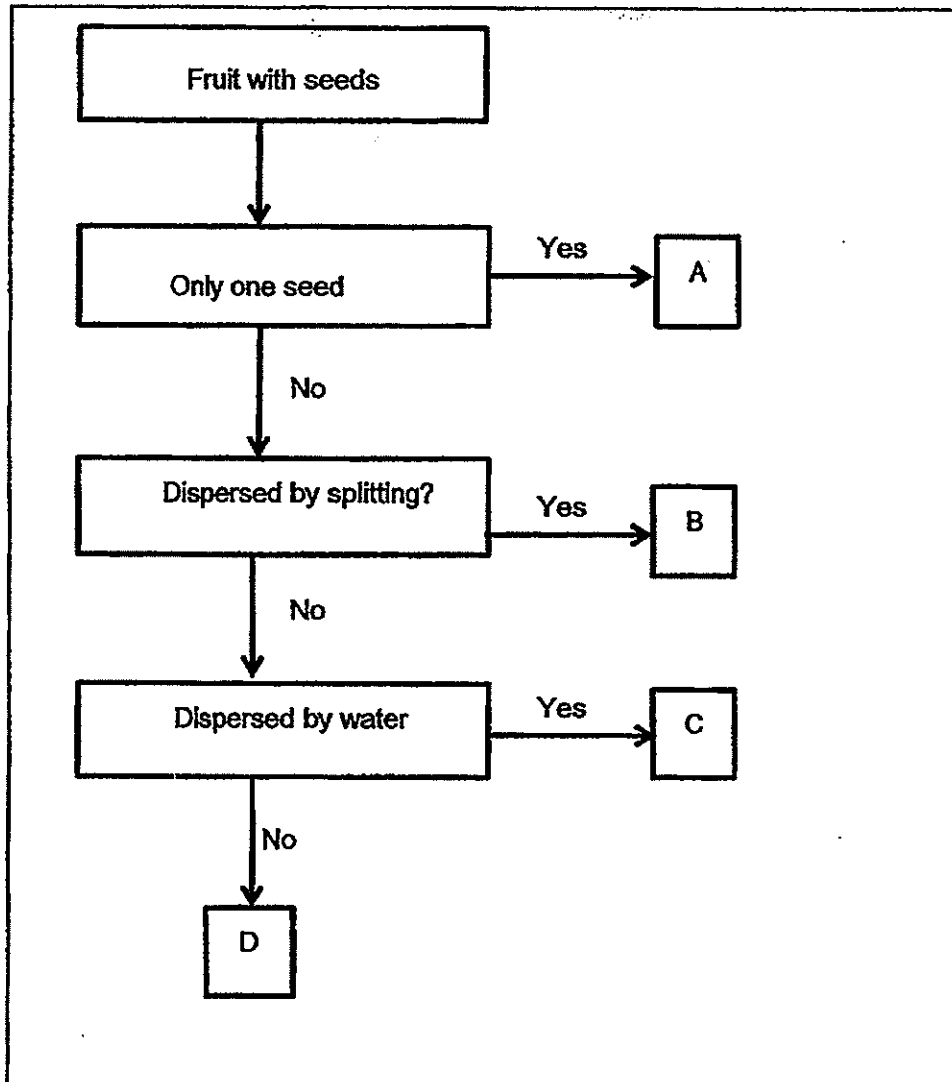 Fruit with seeds
Only one seed
Yes
A
No
Dispersed by splitting?
Yes
B
No
Dispersed by water
Yes
C
No
D